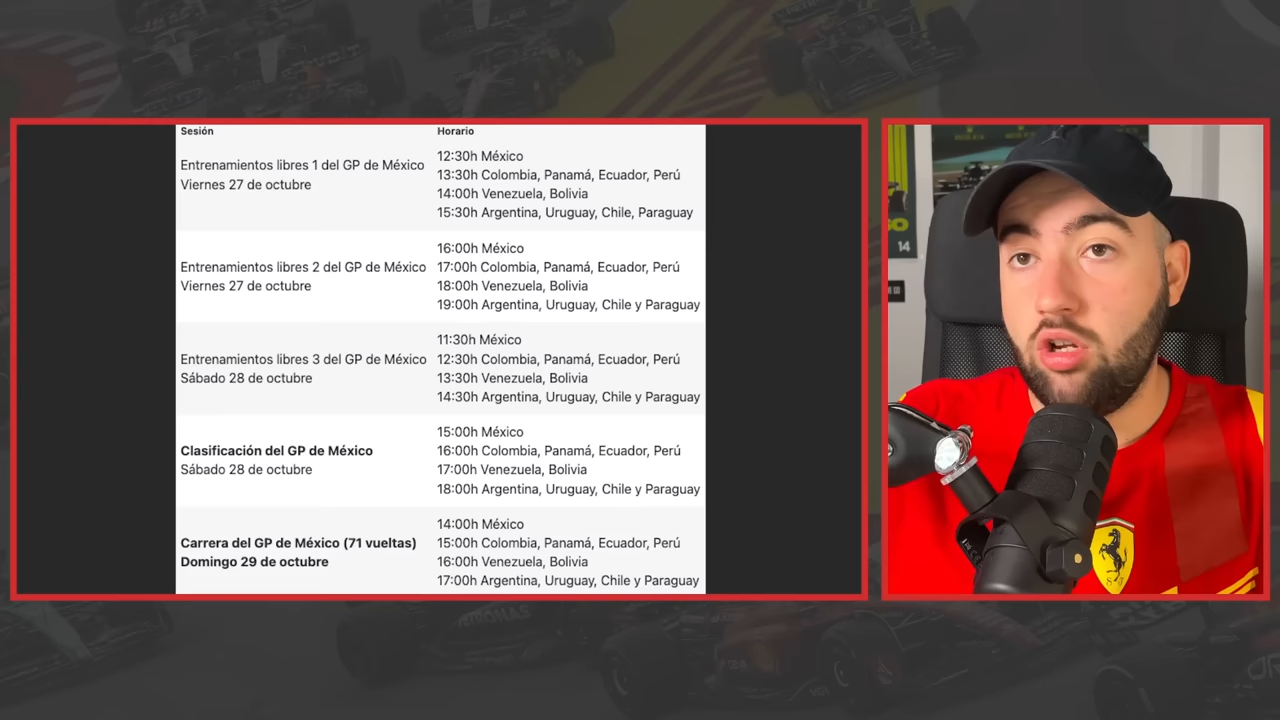 Sesión Horario
Entrenamientos libres 1 del GP de México
Viernes 27 de octubre
12:30h México
13:30h Colombia, Panamá, Ecuador, Perú
14:00h Venezuela, Bolivia
15:30h Argentina, Uruguay, Chile, Paraguay
Entrenamientos libres 2 del GP de México
Viernes 27 de octubre
16:00h México
17:00h Colombia, Panamá, Ecuador, Perú
18:00h Venezuela, Bolivia
19:00h Argentina, Uruguay, Chile y Paraguay
Entrenamientos libres 3 del GP de México
Sábado 28 de octubre
11:30h México
12:30h Colombia, Panamá, Ecuador, Perú
13:30h Venezuela, Bolivia
14:30h Argentina, Uruguay, Chile y Paraguay
Clasificación del GP de México
Sábado 28 de octubre
15:00h México
16:00h Colombia, Panamá, Ecuador, Perú
17:00h Venezuela, Bolivia
18:00h Argentina, Uruguay, Chile y Paraguay
Carrera del GP de México (71 vueltas)
Domingo 29 de octubre
14:00h México
15:00h Colombia, Panamá, Ecuador, Perú
16:00h Venezuela, Bolivia
17:00h Argentina, Uruguay, Chile y Paraguay
14